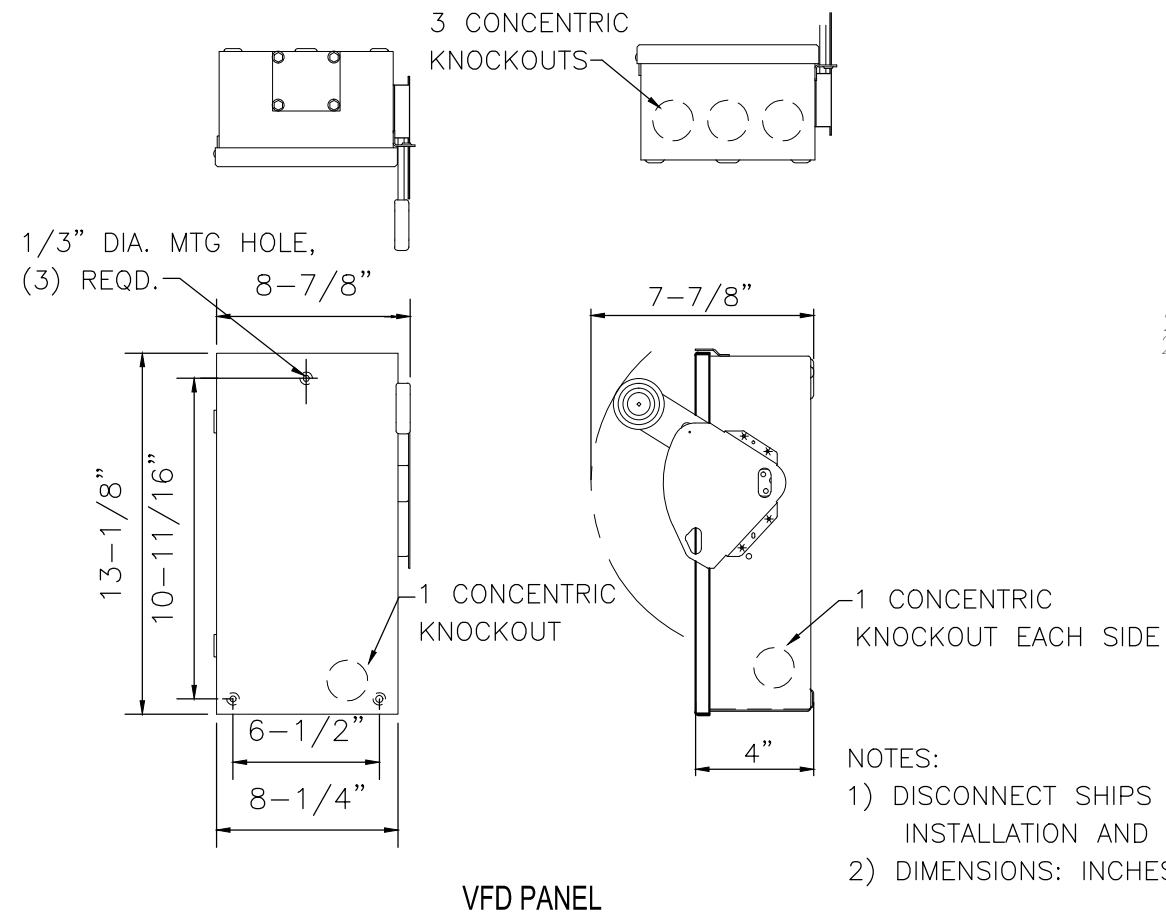 3 CONCENTRIC
KNOCKOUTS
1/3” DIA. MTG HOLE,
(3) REQD.
8–7/8”
7–7/8”
13–1/8”
10–11/16”
1 CONCENTRIC
KNOCKOUT
1 CONCENTRIC
KNOCKOUT EACH SIDE
6–1/2”
8–1/4”
4”
NOTES:
1) DISCONNECT SHIPS
INSTALLATION AND
2) DIMENSIONS: INCHES
VFD PANEL